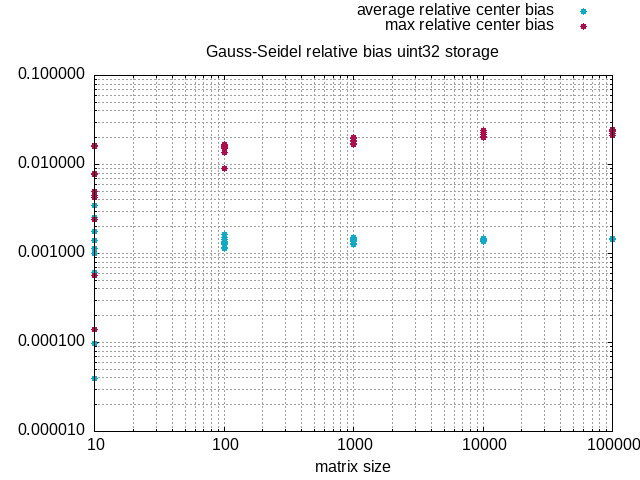 average relative center bias
max relative center bias
Gauss-Seidel relative bias uint32 storage
0.100000
0.010000
0.001000
0.000100
0.000010
10 100 1000 10000 100000
matrix size